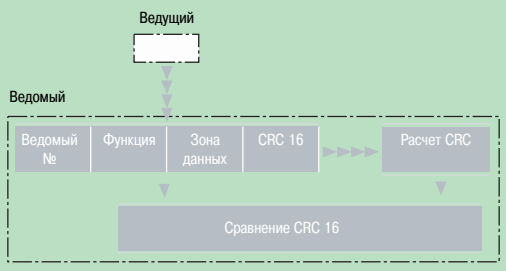 Ведущий
Ведомый
Ведомый №
Функция
Зона данных
CRC 16
Расчет CRC
Сравнение CRC 16